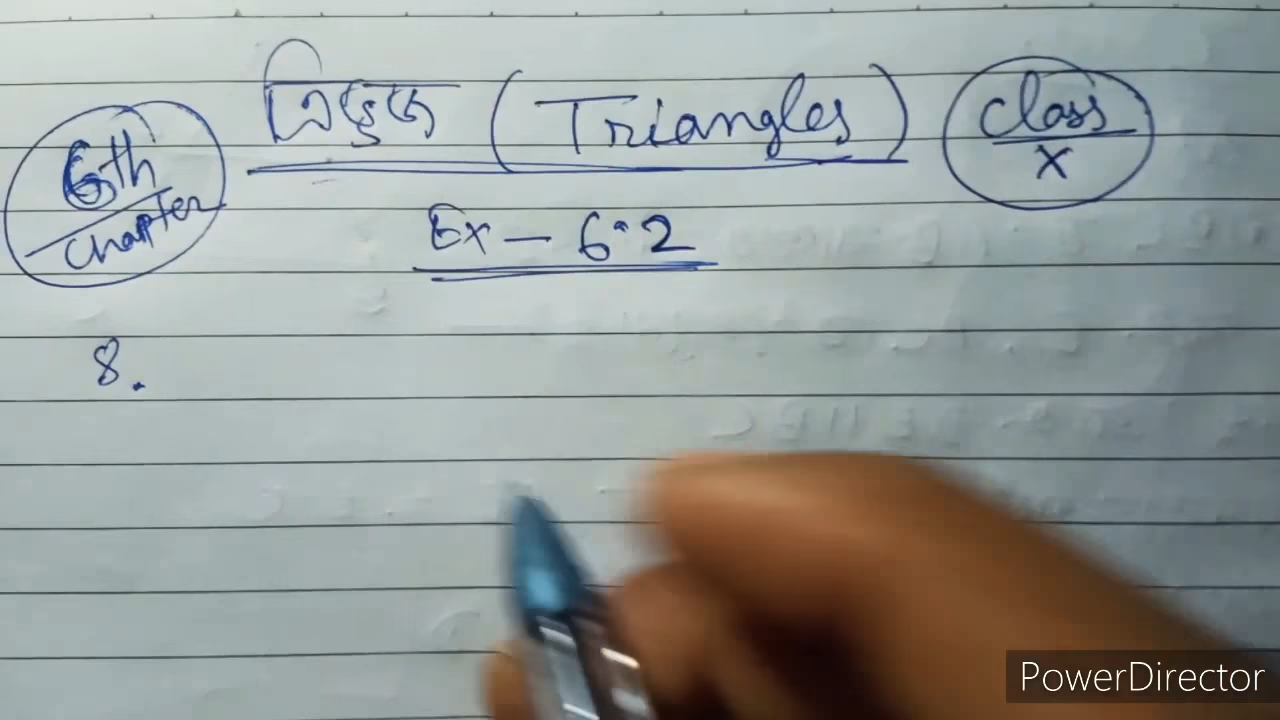 ত্রিভুজ (Triangles)
Class
X
6th
Chapter
Ex - 6.2
8.
PowerDirector